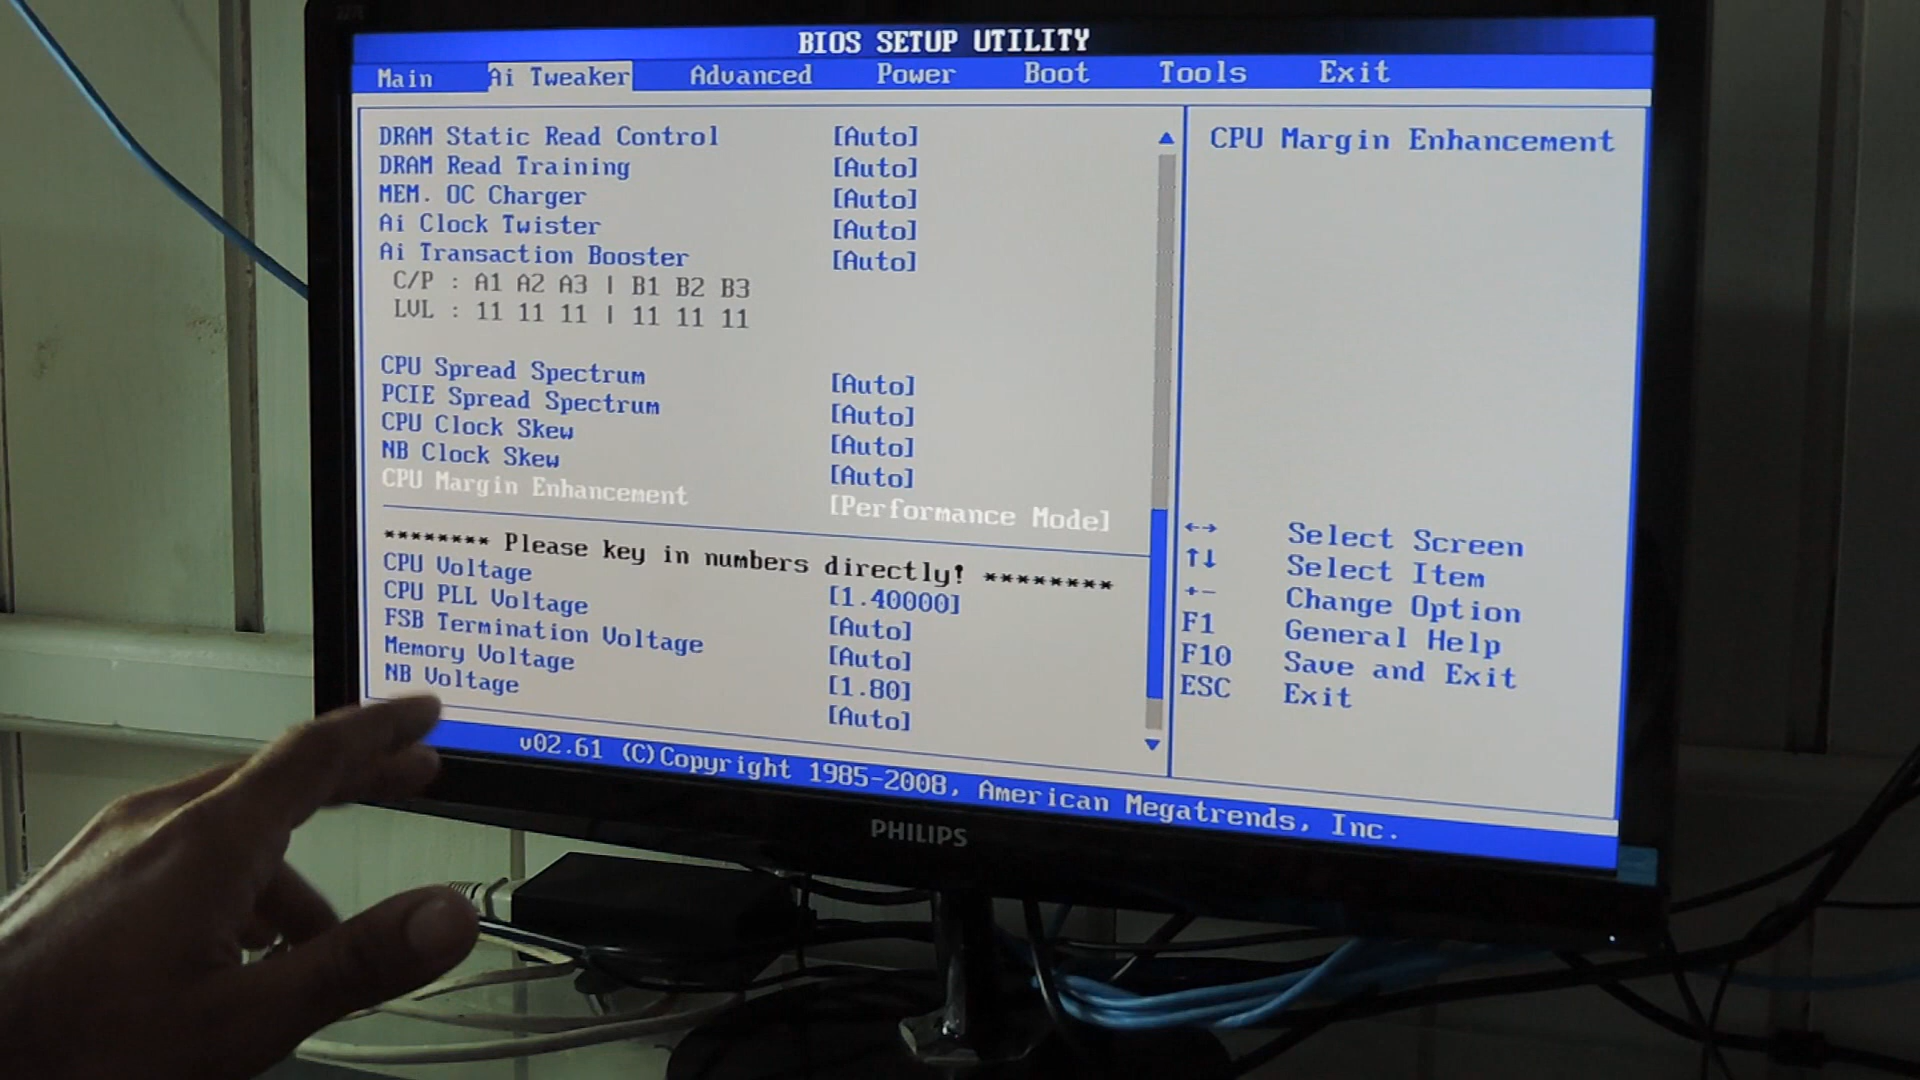 BIOS SETUP UTILITY
Main Ai Tweaker Advanced Power Boot Tools Exit
DRAM Static Read Control [Auto]
DRAM Read Training [Auto]
MEM. OC Charger [Auto]
Ai Clock Twister [Auto]
Ai Transaction Booster [Auto]
C/P : A1 A2 A3 | B1 B2 B3
LVL : 11 11 11 | 11 11 11
CPU Spread Spectrum [Auto]
PCIE Spread Spectrum [Auto]
CPU Clock Skew [Auto]
NB Clock Skew [Auto]
CPU Margin Enhancement [Performance Mode]
******** Please key in numbers directly! ********
CPU Voltage [1.40000]
CPU PLL Voltage [Auto]
FSB Termination Voltage [Auto]
Memory Voltage [1.80]
NB Voltage [Auto]
CPU Margin Enhancement
←→ Select Screen
↑↓ Select Item
+- Change Option
F1 General Help
F10 Save and Exit
ESC Exit
v02.61 (C)Copyright 1985-2008, American Megatrends, Inc.
PHILIPS